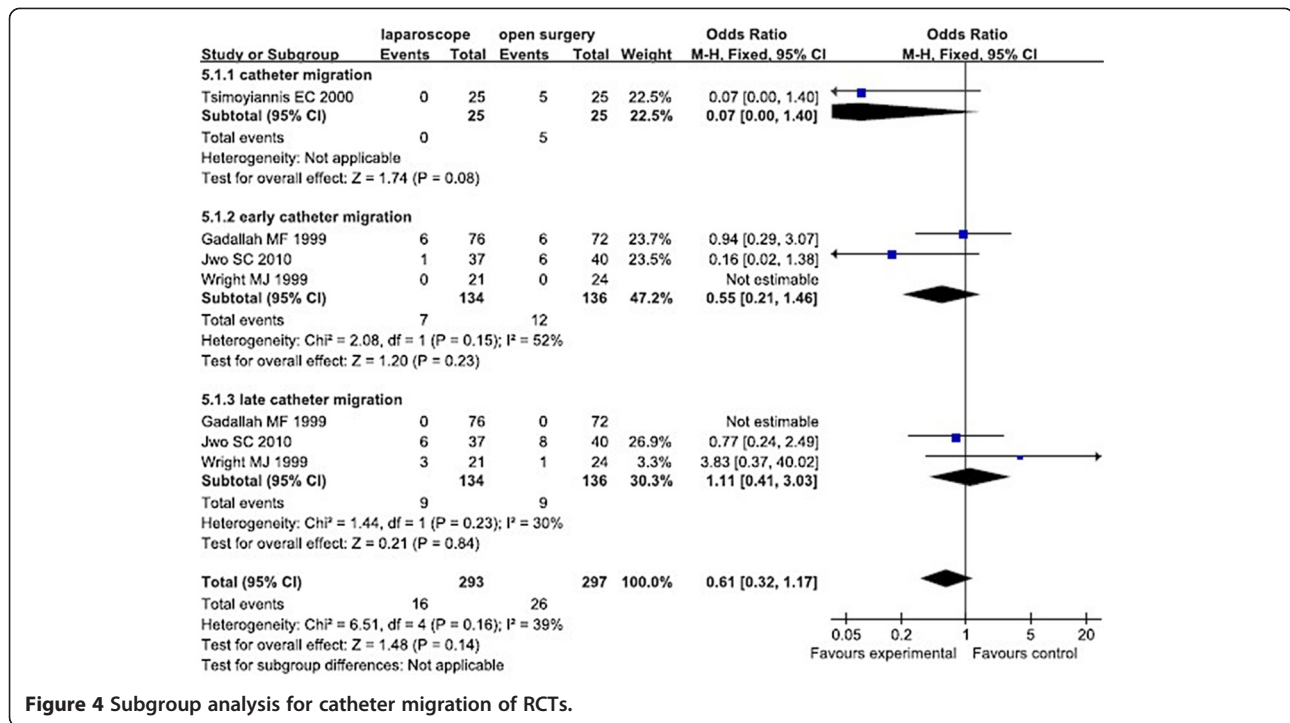 laparoscope open surgery Odds Ratio Odds Ratio
Study or Subgroup Events Total Events Total Weight M-H, Fixed, 95% CI M-H, Fixed, 95% CI
5.1.1 catheter migration
Tsimoyiannis EC 2000 0 25 5 25 22.5% 0.07 [0.00, 1.40]
Subtotal (95% CI) 25 25 22.5% 0.07 [0.00, 1.40]
Total events 0 5
Heterogeneity: Not applicable
Test for overall effect: Z = 1.74 (P = 0.08)
5.1.2 early catheter migration
Gadallah MF 1999 6 76 6 72 23.7% 0.94 [0.29, 3.07]
Jwo SC 2010 1 37 6 40 23.5% 0.16 [0.02, 1.38]
Wright MJ 1999 0 21 0 24 Not estimable
Subtotal (95% CI) 134 136 47.2% 0.55 [0.21, 1.46]
Total events 7 12
Heterogeneity: Chi² = 2.08, df = 1 (P = 0.15); I² = 52%
Test for overall effect: Z = 1.20 (P = 0.23)
5.1.3 late catheter migration
Gadallah MF 1999 0 76 0 72 Not estimable
Jwo SC 2010 6 37 8 40 26.9% 0.77 [0.24, 2.49]
Wright MJ 1999 3 21 1 24 3.3% 3.83 [0.37, 40.02]
Subtotal (95% CI) 134 136 30.3% 1.11 [0.41, 3.03]
Total events 9 9
Heterogeneity: Chi² = 1.44, df = 1 (P = 0.23); I² = 30%
Test for overall effect: Z = 0.21 (P = 0.84)
Total (95% CI) 293 297 100.0% 0.61 [0.32, 1.17]
Total events 16 26
Heterogeneity: Chi² = 6.51, df = 4 (P = 0.16); I² = 39%
Test for overall effect: Z = 1.48 (P = 0.14)
Test for subgroup differences: Not applicable
0.05 0.2 1 5 20
Favours experimental Favours control
Figure 4 Subgroup analysis for catheter migration of RCTs.